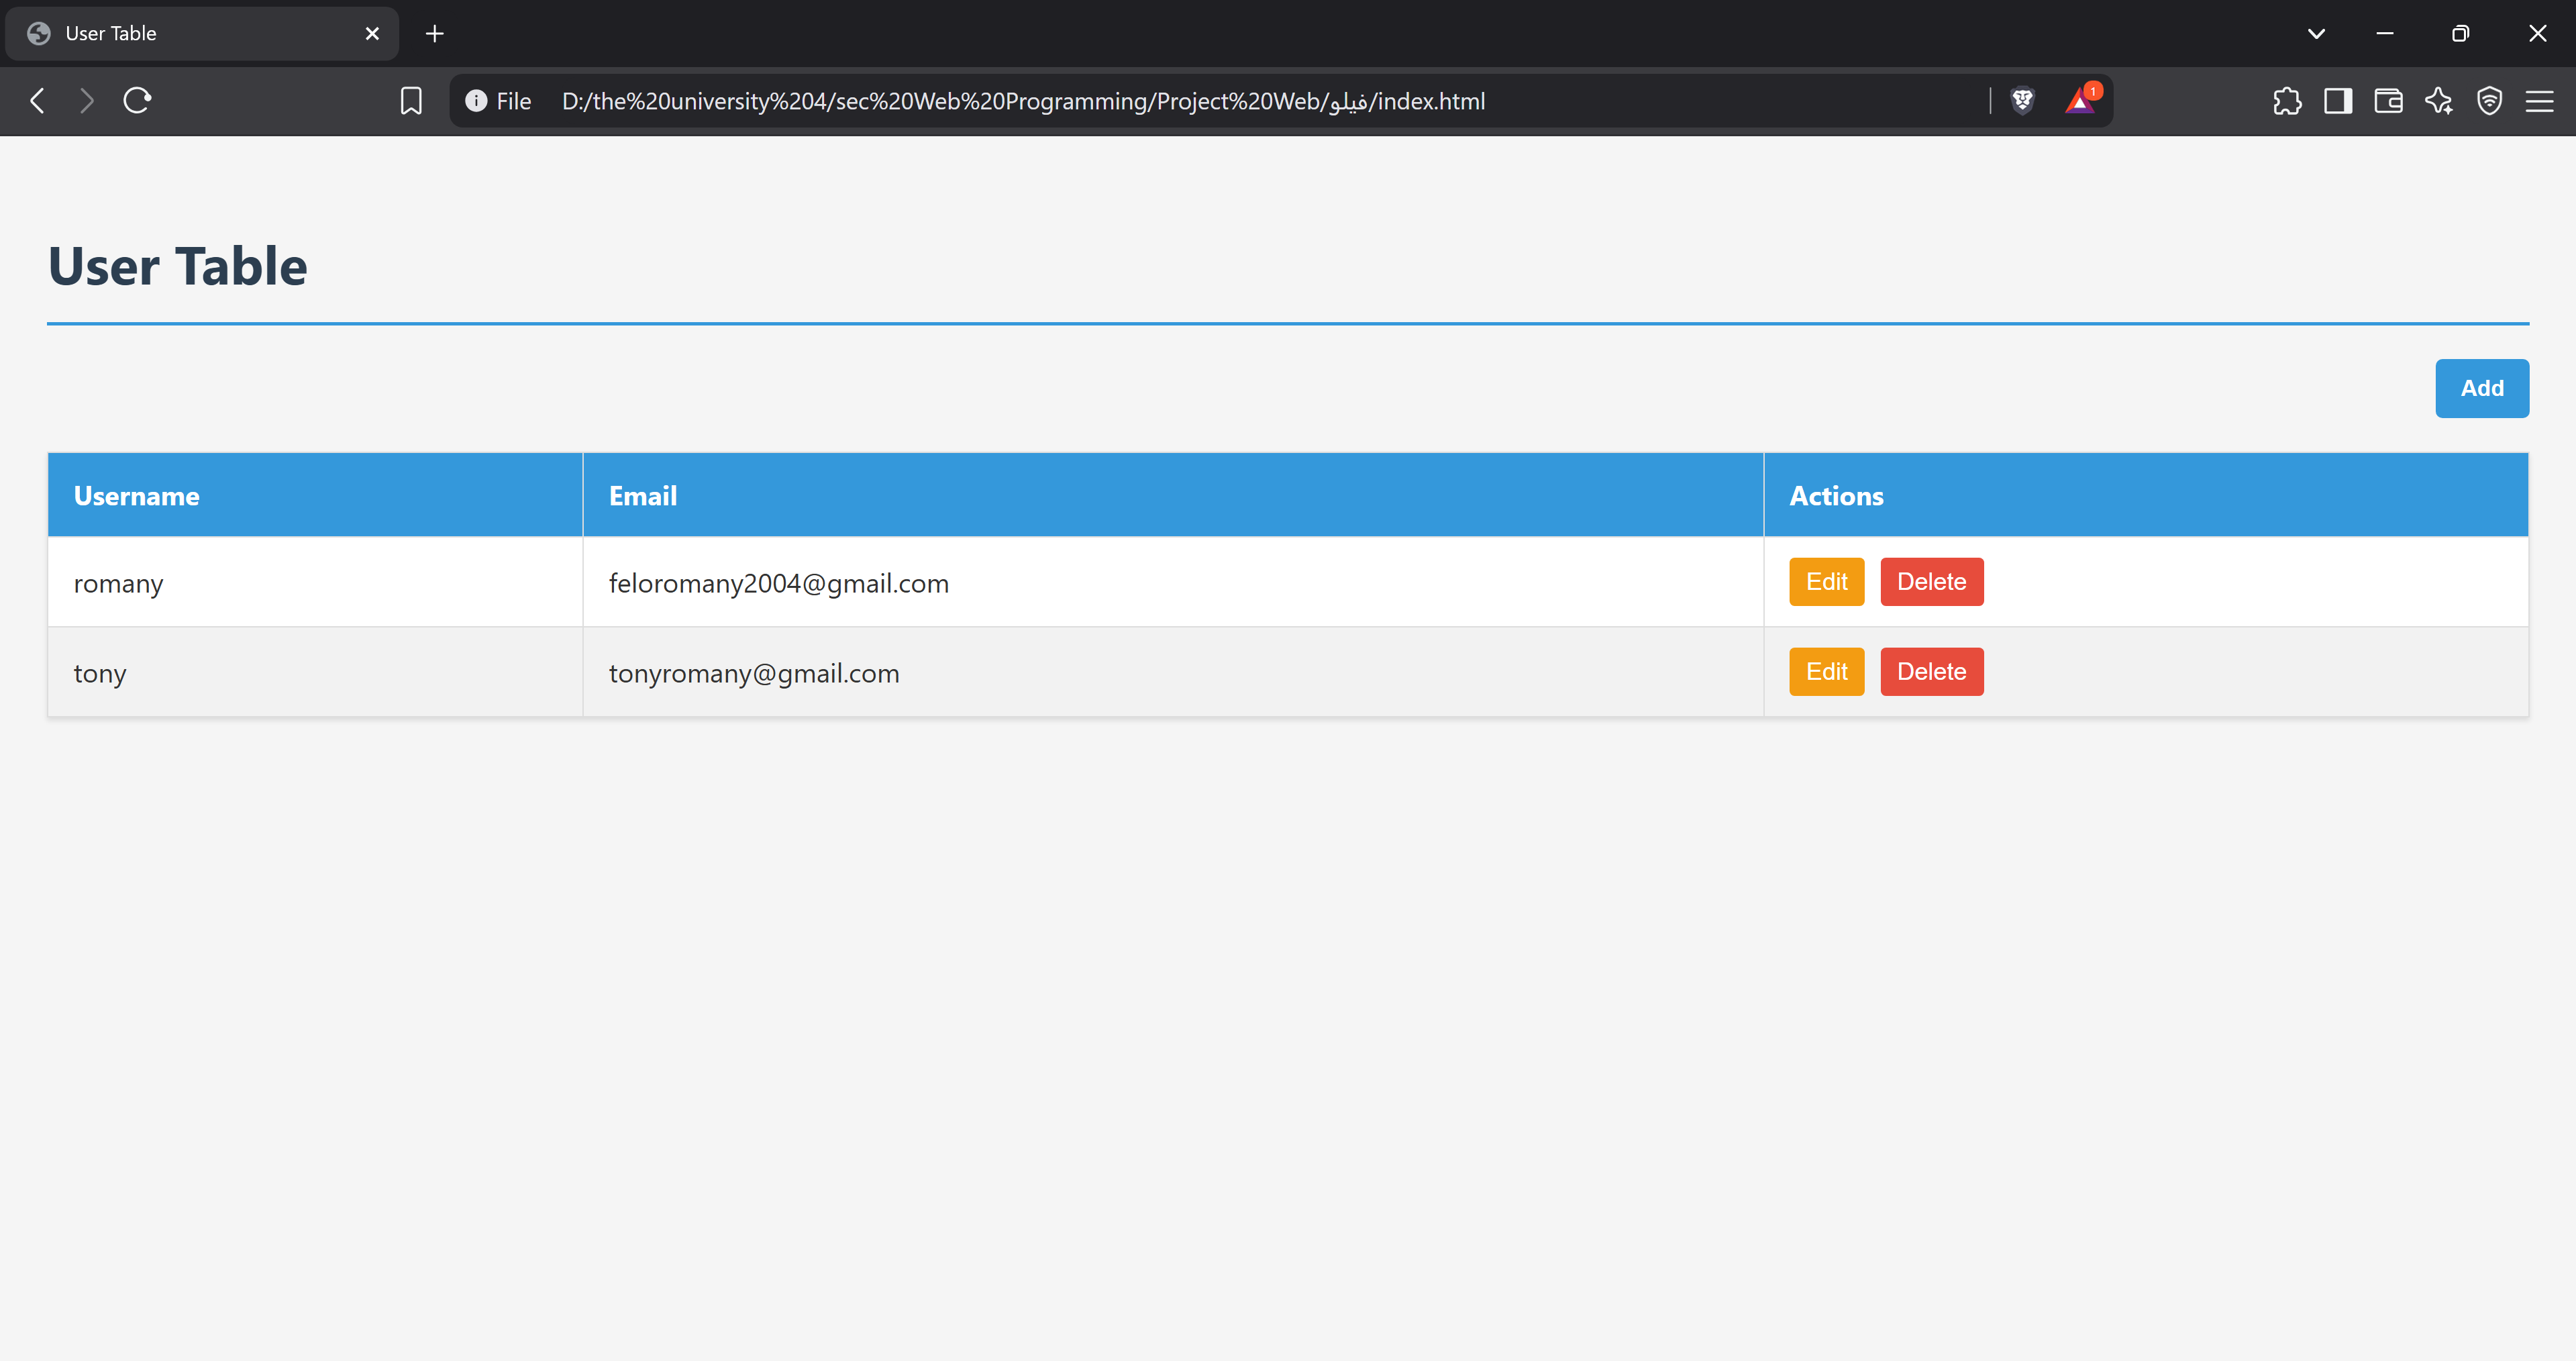 User Table
File D:/the%20university%204/sec%20Web%20Programming/Project%20Web/فيلو/index.html
1
User Table
Add
Username Email Actions
romany feloromany2004@gmail.com Edit Delete
tony tonyromany@gmail.com Edit Delete